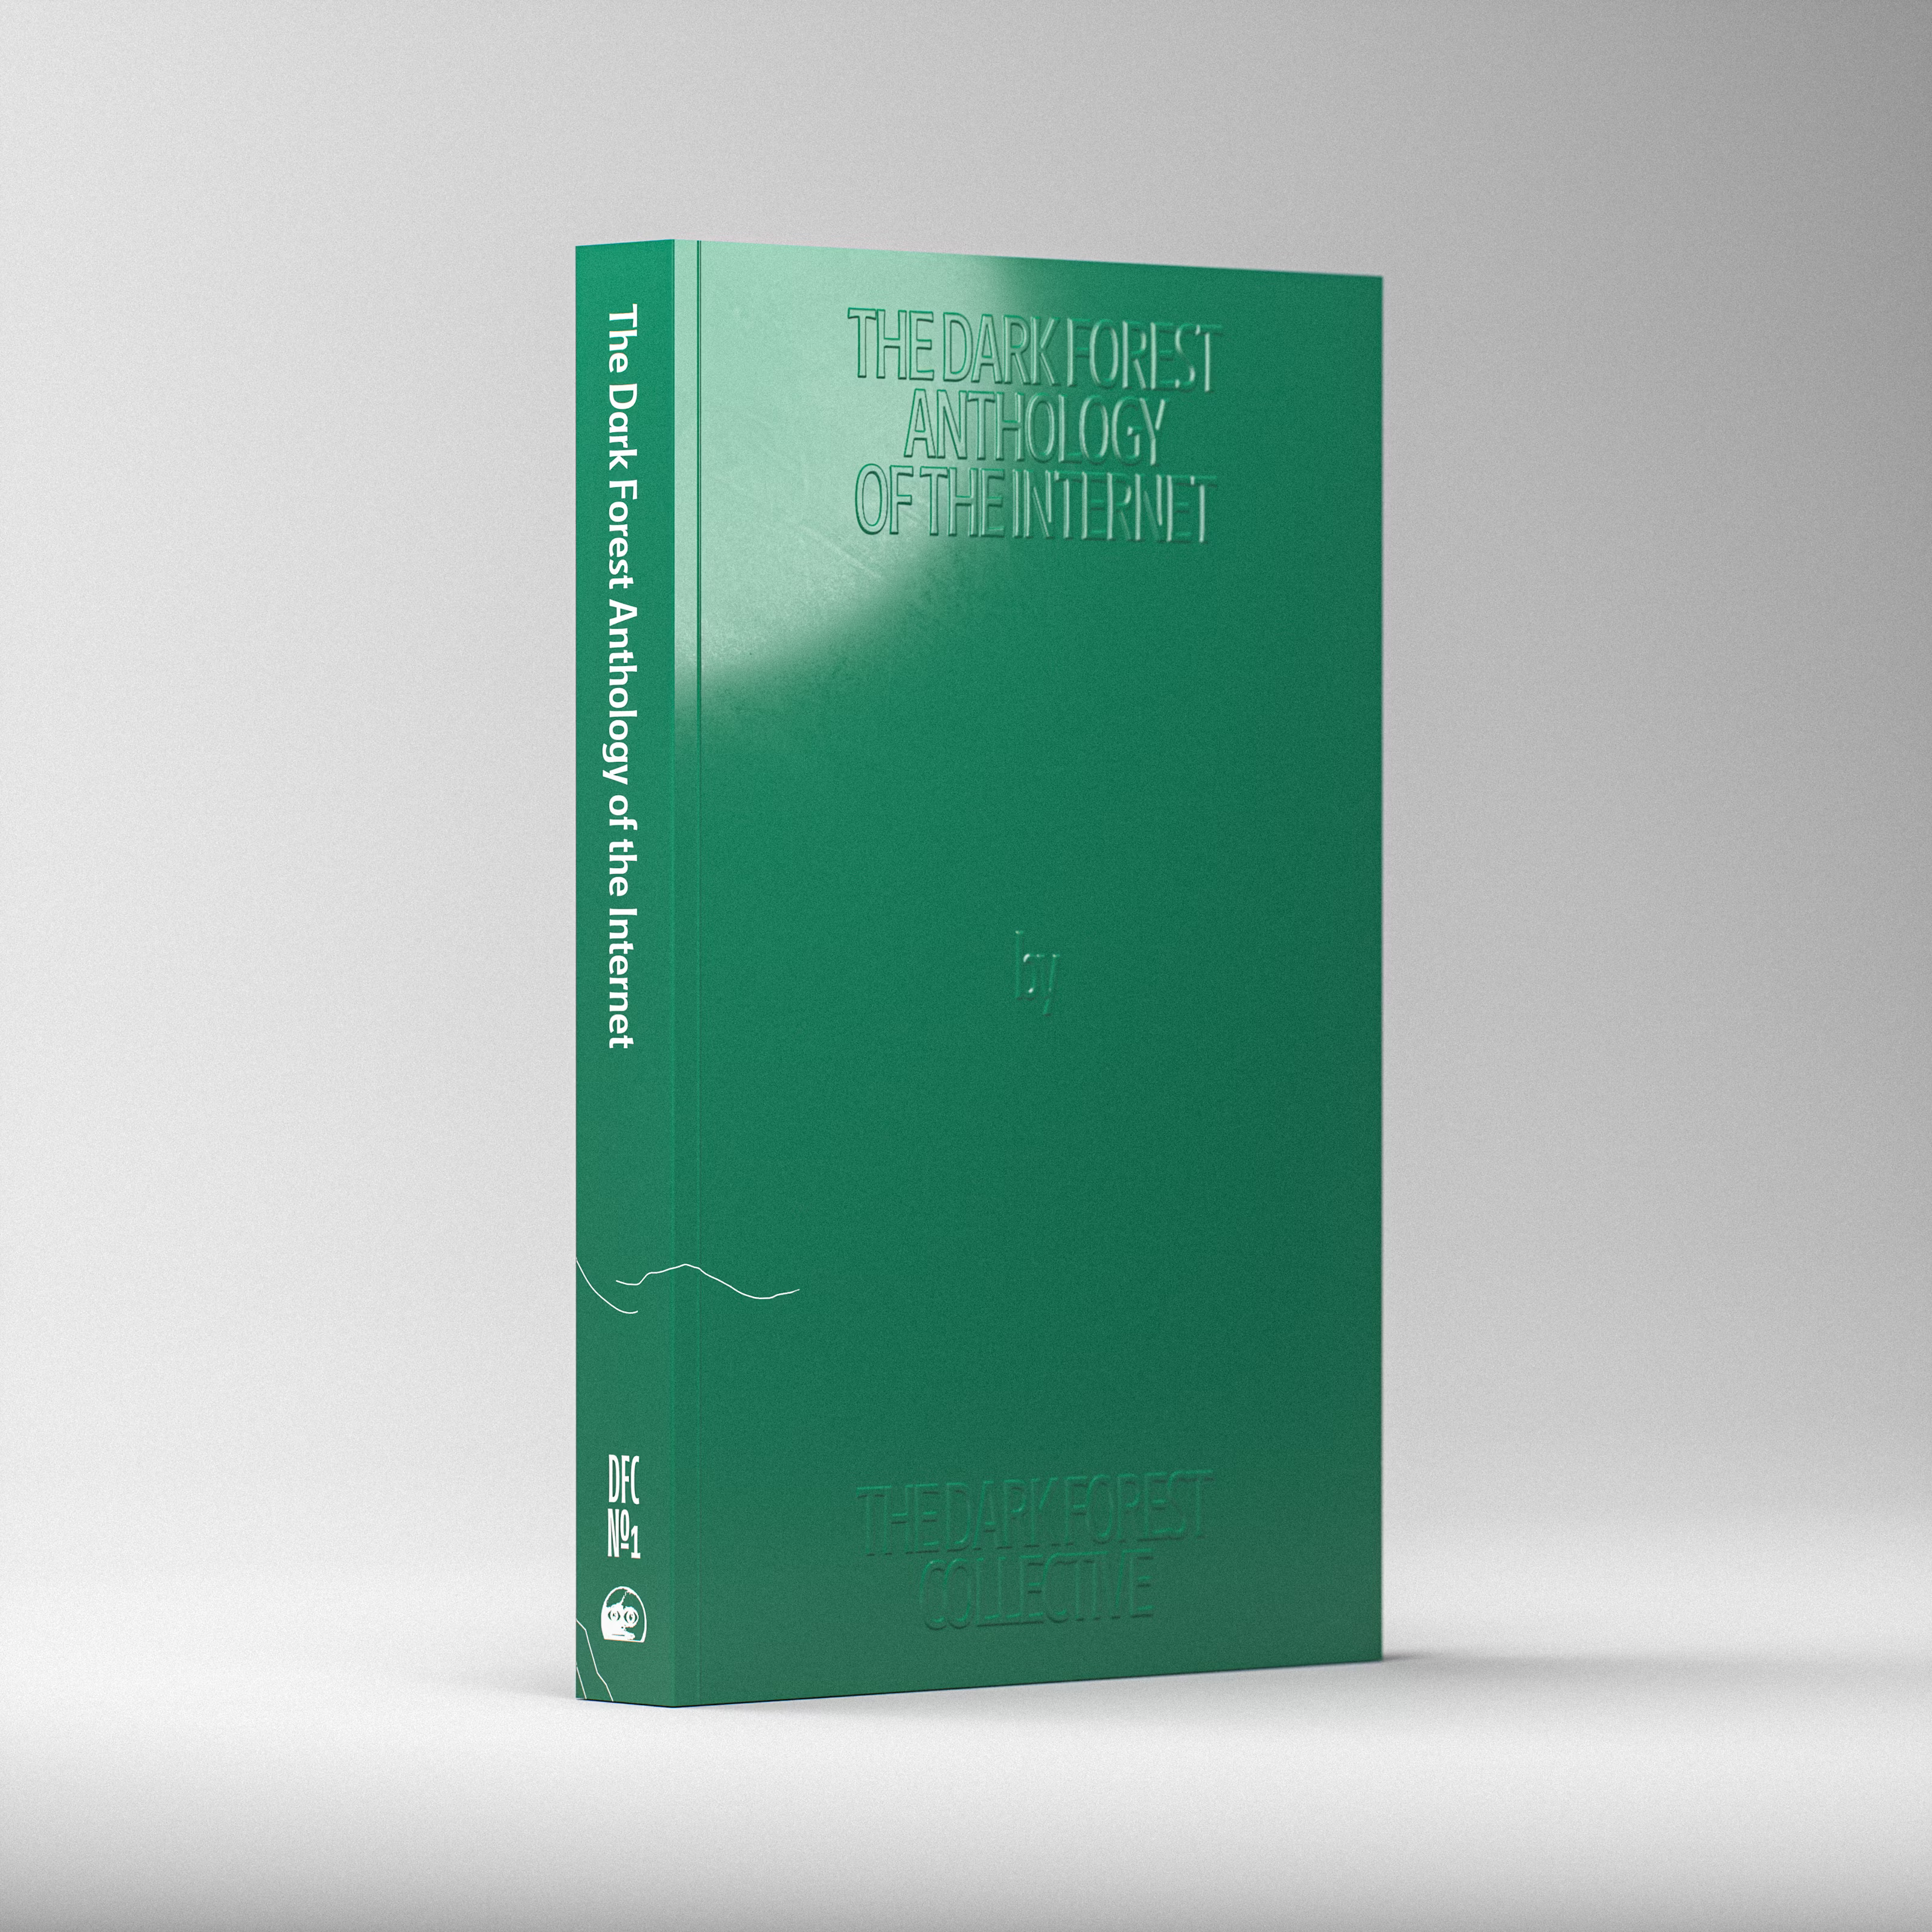 The Dark Forest Anthology of the Internet
DFC
Nº1
THE DARK FOREST
ANTHOLOGY
OF THE INTERNET
by
THE DARK FOREST
COLLECTIVE